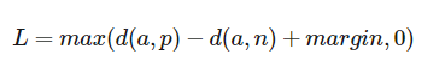 L = max(d(a, p) − d(a, n) + margin, 0)